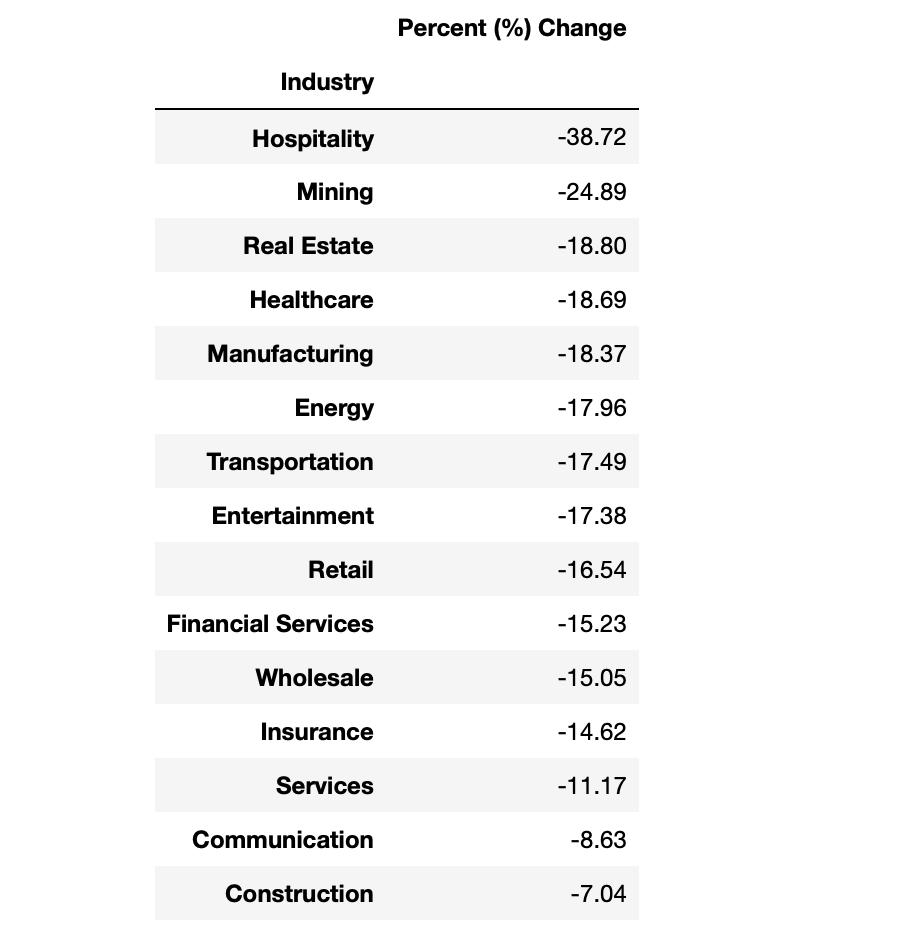 Percent (%) Change
Industry
Hospitality -38.72
Mining -24.89
Real Estate -18.80
Healthcare -18.69
Manufacturing -18.37
Energy -17.96
Transportation -17.49
Entertainment -17.38
Retail -16.54
Financial Services -15.23
Wholesale -15.05
Insurance -14.62
Services -11.17
Communication -8.63
Construction -7.04